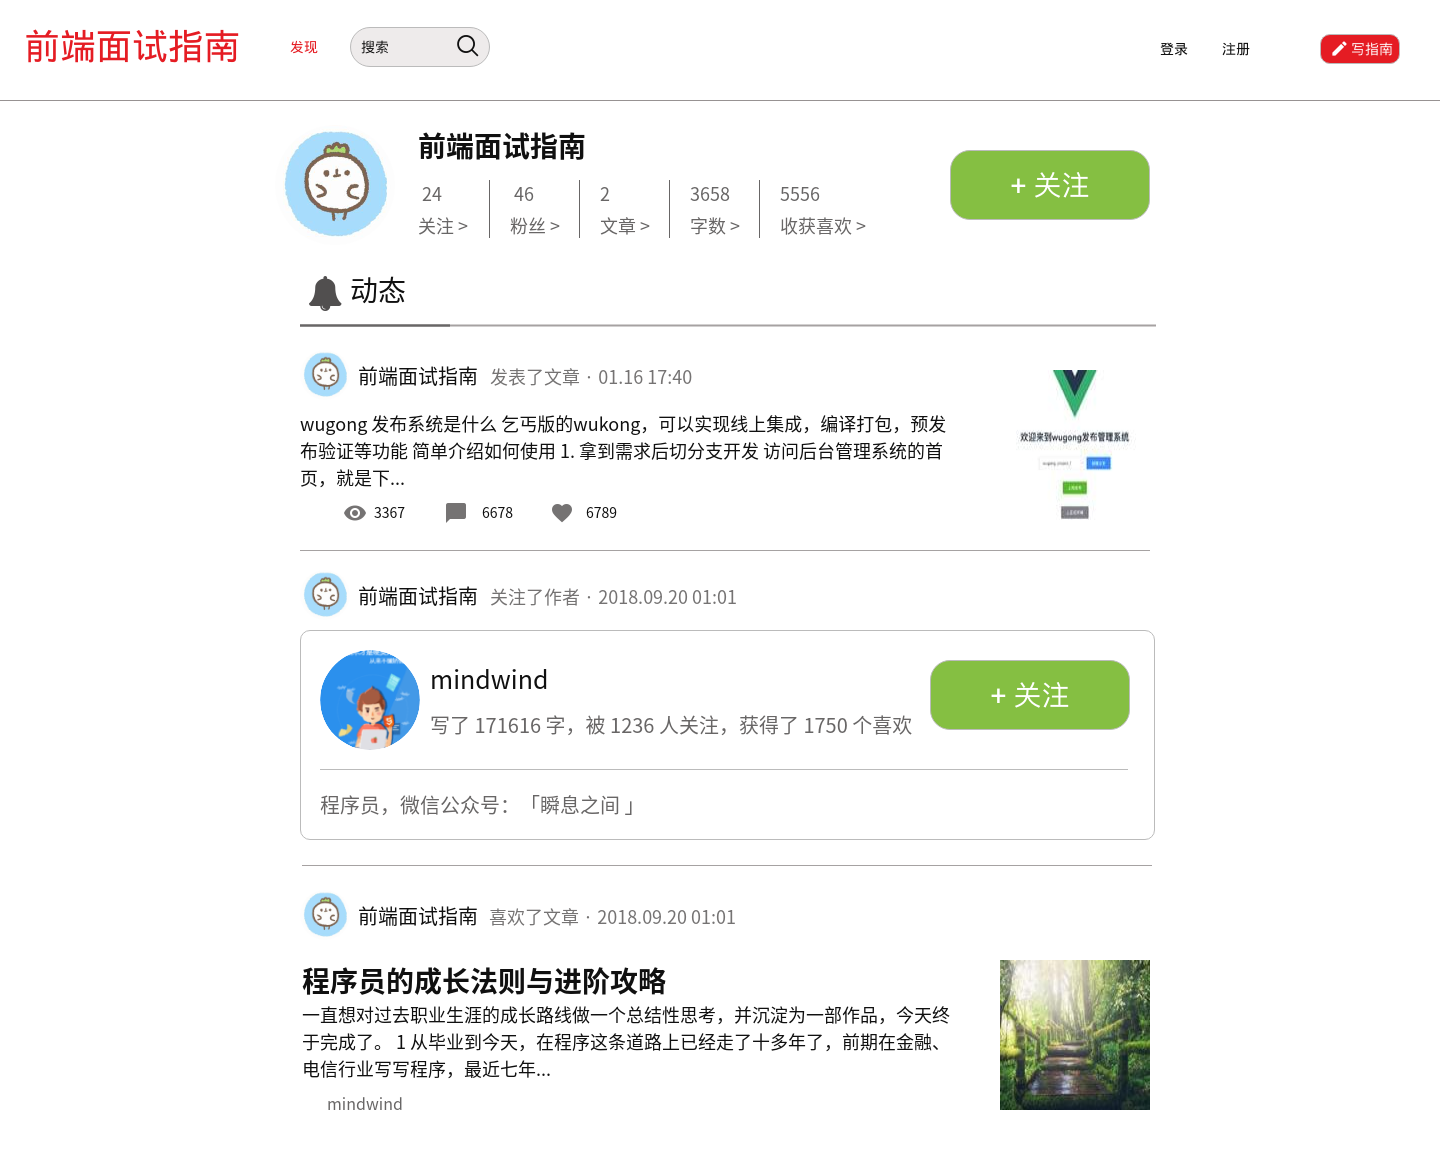 前端面试指南
发现
搜索
登录
注册
写指南
前端面试指南
24
46
2
3658
5556
关注 >
粉丝 >
文章 >
字数 >
收获喜欢 >
+ 关注
动态
前端面试指南 发表了文章 · 01.16 17:40
wugong 发布系统是什么 乞丐版的wukong，可以实现线上集成，编译打包，预发
布验证等功能 简单介绍如何使用 1. 拿到需求后切分支开发 访问后台管理系统的首
页，就是下...
欢迎来到wugong发布管理系统
3367
6678
6789
前端面试指南 关注了作者 · 2018.09.20 01:01
mindwind
写了 171616 字，被 1236 人关注，获得了 1750 个喜欢
+ 关注
程序员，微信公众号：「瞬息之间 」
前端面试指南 喜欢了文章 · 2018.09.20 01:01
程序员的成长法则与进阶攻略
一直想对过去职业生涯的成长路线做一个总结性思考，并沉淀为一部作品，今天终
于完成了。 1 从毕业到今天，在程序这条道路上已经走了十多年了，前期在金融、
电信行业写写程序，最近七年...
mindwind